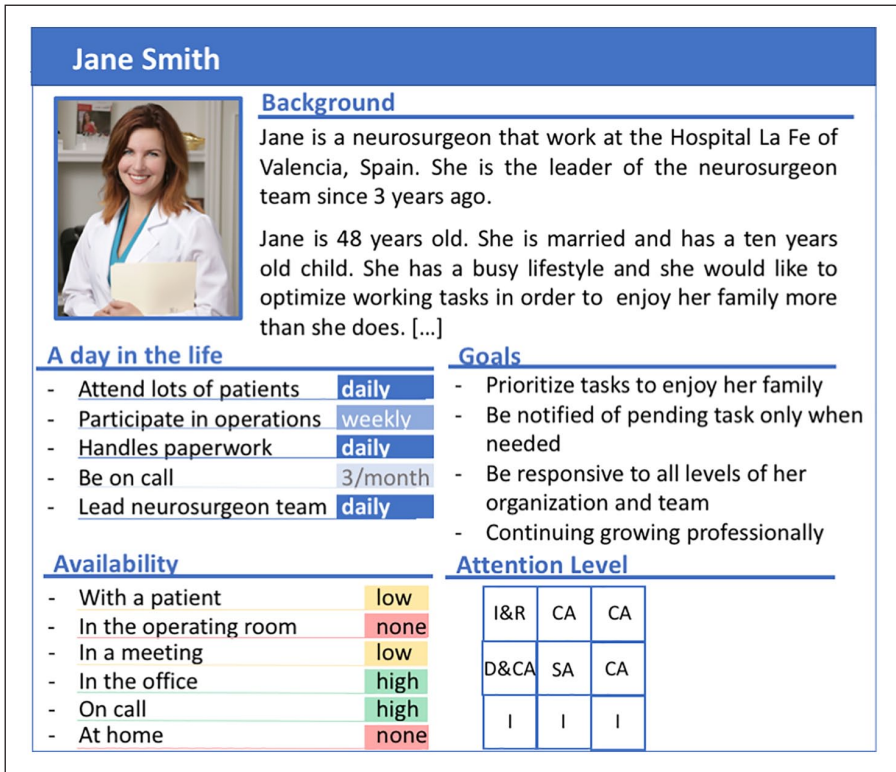 Jane Smith
Background
Jane is a neurosurgeon that work at the Hospital La Fe of
Valencia, Spain. She is the leader of the neurosurgeon
team since 3 years ago.
Jane is 48 years old. She is married and has a ten years
old child. She has a busy lifestyle and she would like to
optimize working tasks in order to enjoy her family more
than she does. [...]
A day in the life
- Attend lots of patients daily
- Participate in operations weekly
- Handles paperwork daily
- Be on call 3/month
- Lead neurosurgeon team daily
Goals
- Prioritize tasks to enjoy her family
- Be notified of pending task only when
needed
- Be responsive to all levels of her
organization and team
- Continuing growing professionally
Availability
- With a patient low
- In the operating room none
- In a meeting low
- In the office high
- On call high
- At home none
Attention Level
I&R CA CA
D&CA SA CA
I I I